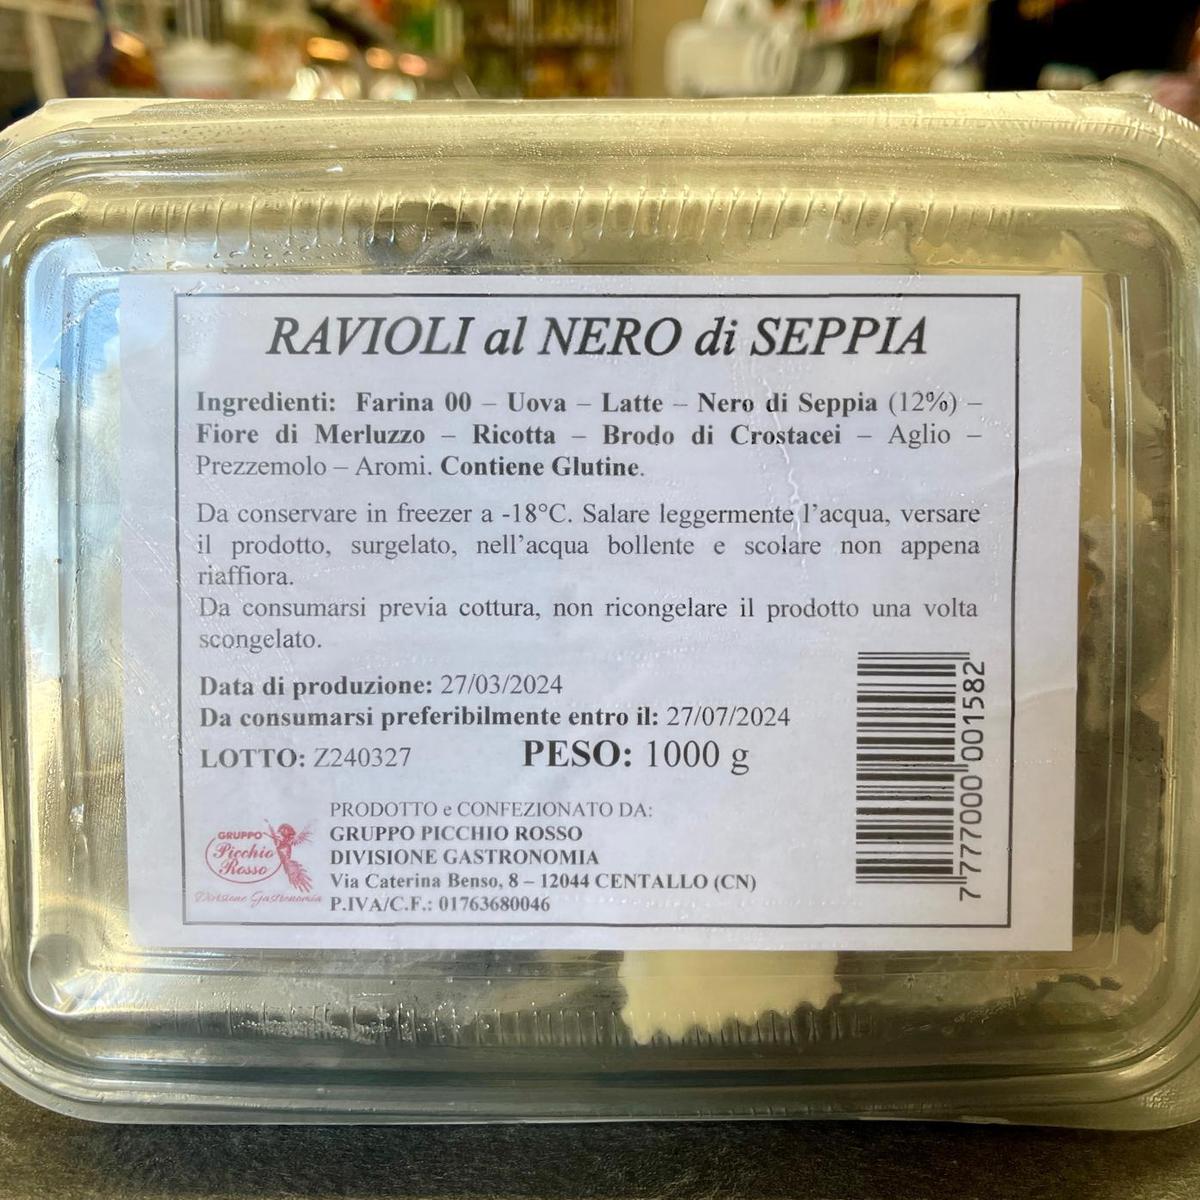 RAVIOLI al NERO di SEPPIA
Ingredienti: Farina 00 – Uova – Latte – Nero di Seppia (12%) –
Fiore di Merluzzo – Ricotta – Brodo di Crostacei – Aglio –
Prezzemolo – Aromi. Contiene Glutine.
Da conservare in freezer a -18°C. Salare leggermente l'acqua, versare
il prodotto, surgelato, nell'acqua bollente e scolare non appena
riaffiora.
Da consumarsi previa cottura, non ricongelare il prodotto una volta
scongelato.
Data di produzione: 27/03/2024
Da consumarsi preferibilmente entro il: 27/07/2024
LOTTO: Z240327 PESO: 1000 g
7 777000 001582
PRODOTTO e CONFEZIONATO DA:
GRUPPO PICCHIO ROSSO
DIVISIONE GASTRONOMIA
Via Caterina Benso, 8 – 12044 CENTALLO (CN)
P.IVA/C.F.: 01763680046
GRUPPO
Picchio
Rosso
Divisione Gastronomia